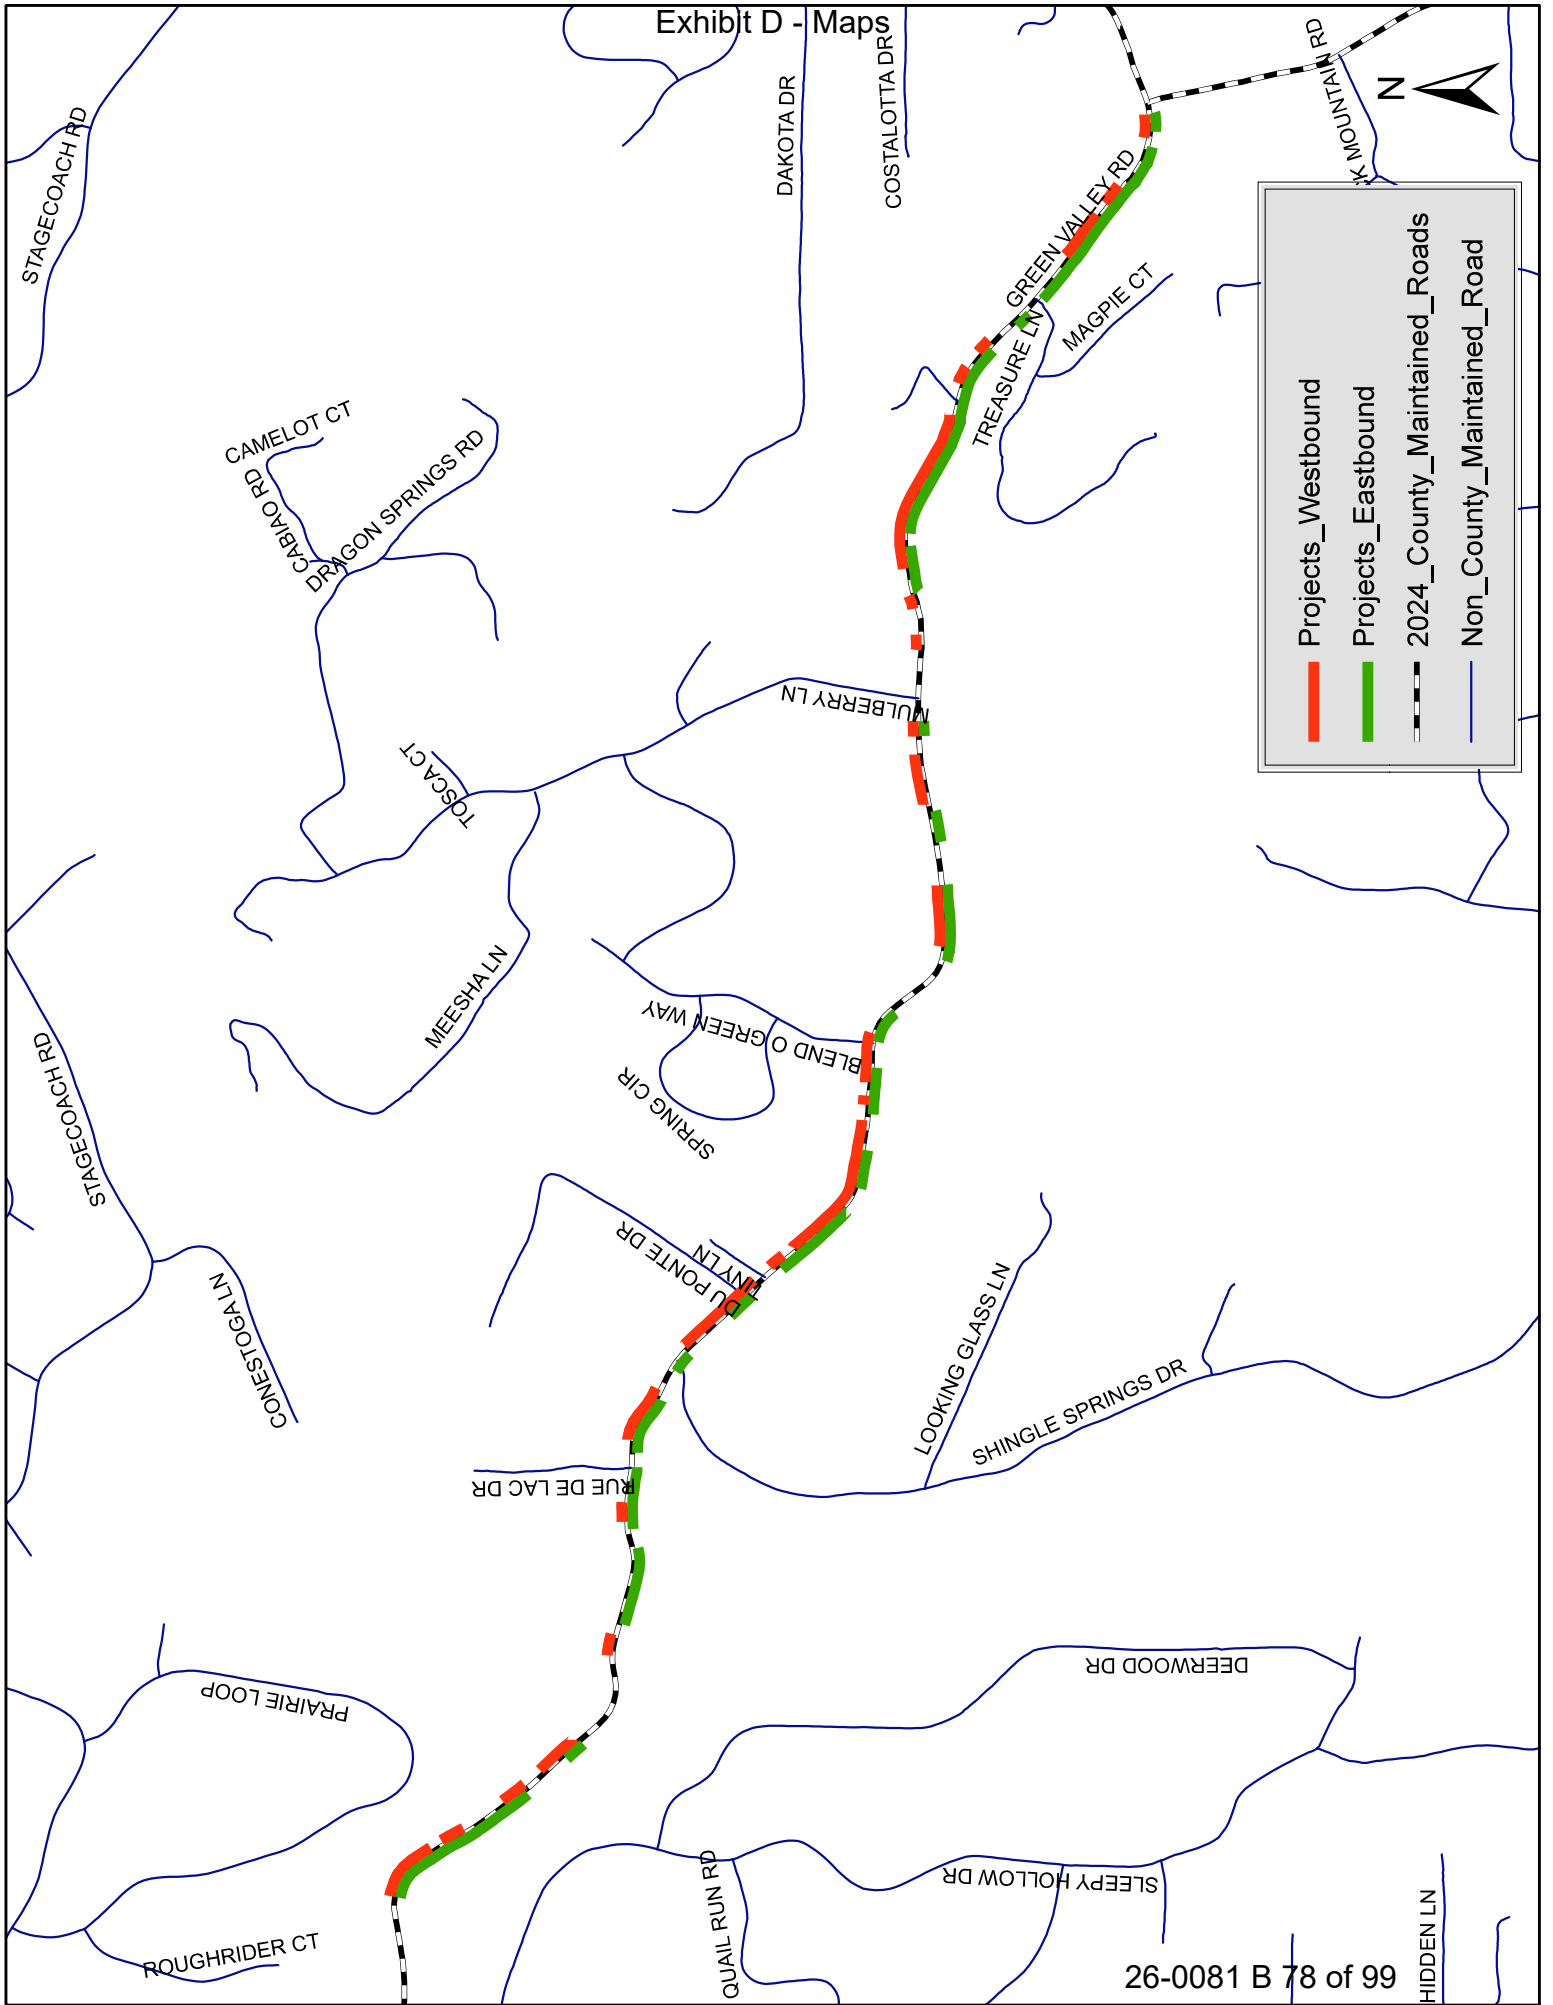 Exhibit D - Maps
STAGECOACH RD
DAKOTA DR
COSTALOTTA DR
K MOUNTAIN RD
N
GREEN VALLEY RD
MAGPIE CT
TREASURE LN
CAMELOT CT
CABIAO RD
DRAGON SPRINGS RD
MULBERRY LN
TOSCA CT
MEESHA LN
BLEND O GREEN WAY
SPRING CIR
STAGECOACH RD
CONESTOGA LN
DU PONTE DR
TINY LN
LOOKING GLASS LN
SHINGLE SPRINGS DR
RUE DE LAC DR
PRAIRIE LOOP
DEERWOOD DR
SLEEPY HOLLOW DR
QUAIL RUN RD
ROUGHRIDER CT
HIDDEN LN
Projects_Westbound
Projects_Eastbound
2024_County_Maintained_Roads
Non_County_Maintained_Road
26-0081 B 78 of 99